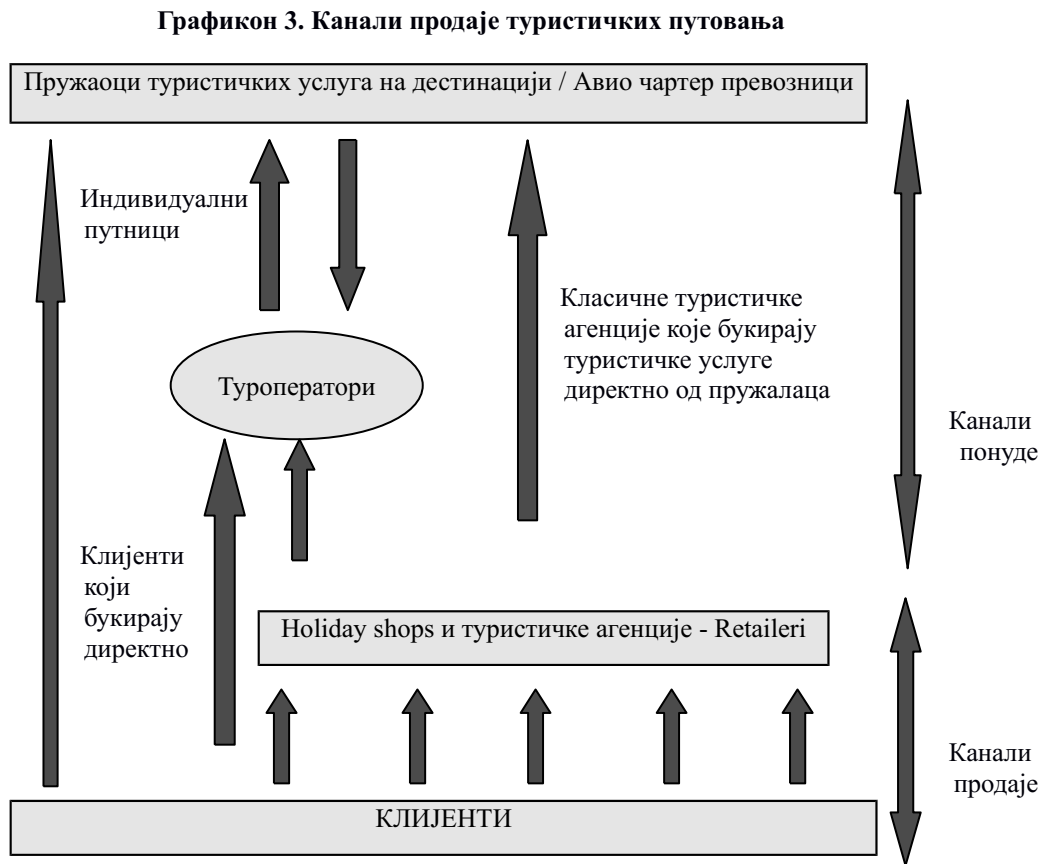 Графикон 3. Канали продаје туристичких путовања
Пружаоци туристичких услуга на дестинацији / Авио чартер превозници
Индивидуални
путници
Класичне туристичке
агенције које букирају
туристичке услуге
директно од пружалаца
Туроператори
Канали
понуде
Клијенти
који
букирају
директно
Holiday shops и туристичке агенције - Retaileri
Канали
продаје
КЛИЈЕНТИ